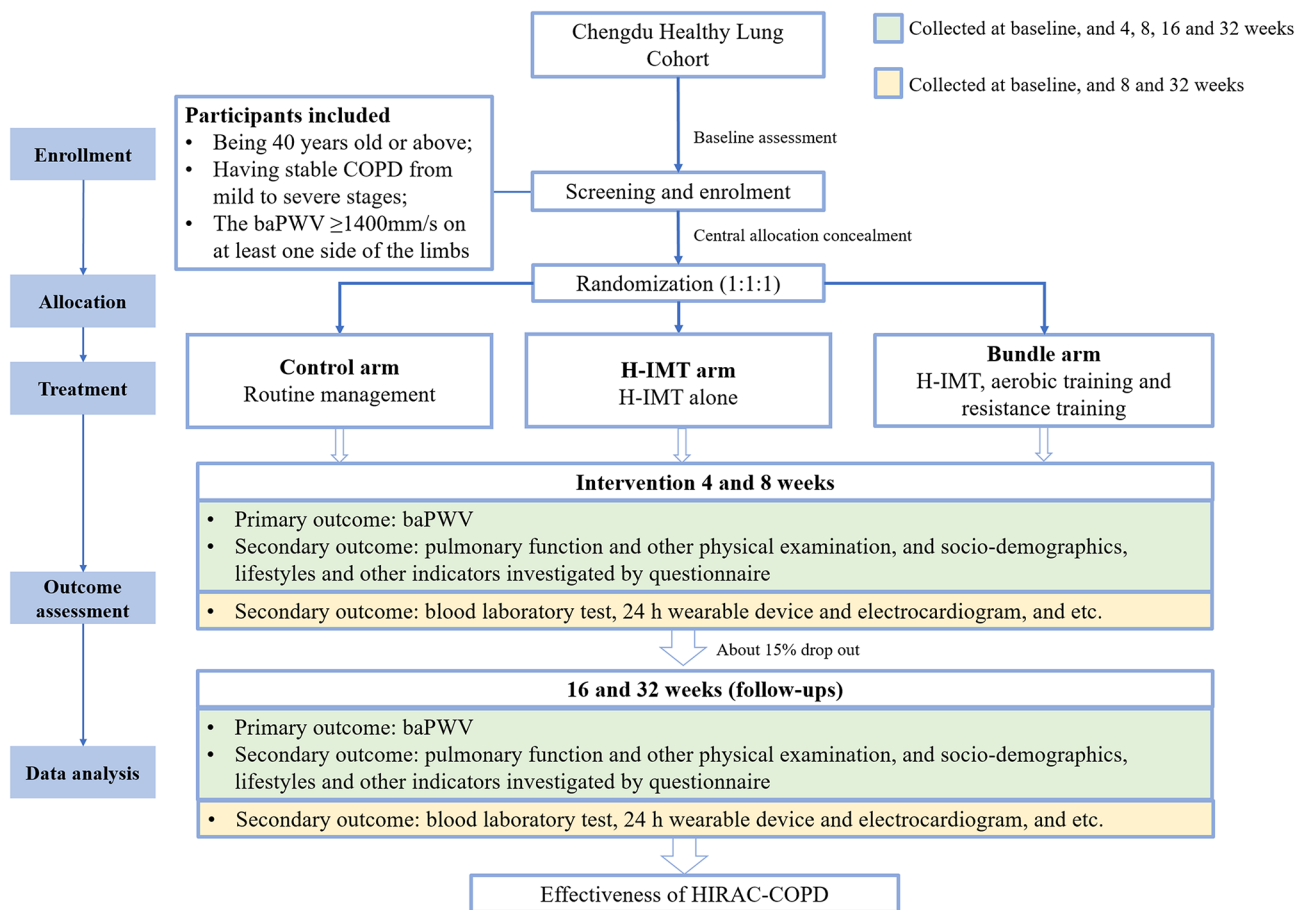 Chengdu Healthy Lung
Cohort
Collected at baseline, and 4, 8, 16 and 32 weeks
Collected at baseline, and 8 and 32 weeks
Participants included
• Being 40 years old or above;
• Having stable COPD from
mild to severe stages;
• The baPWV ≥1400mm/s on
at least one side of the limbs
Baseline assessment
Enrollment
Screening and enrolment
Central allocation concealment
Allocation
Randomization (1:1:1)
Treatment
Control arm
Routine management
H-IMT arm
H-IMT alone
Bundle arm
H-IMT, aerobic training and
resistance training
Intervention 4 and 8 weeks
• Primary outcome: baPWV
• Secondary outcome: pulmonary function and other physical examination, and socio-demographics,
lifestyles and other indicators investigated by questionnaire
• Secondary outcome: blood laboratory test, 24 h wearable device and electrocardiogram, and etc.
Outcome
assessment
About 15% drop out
16 and 32 weeks (follow-ups)
• Primary outcome: baPWV
• Secondary outcome: pulmonary function and other physical examination, and socio-demographics,
lifestyles and other indicators investigated by questionnaire
• Secondary outcome: blood laboratory test, 24 h wearable device and electrocardiogram, and etc.
Data analysis
Effectiveness of HIRAC-COPD